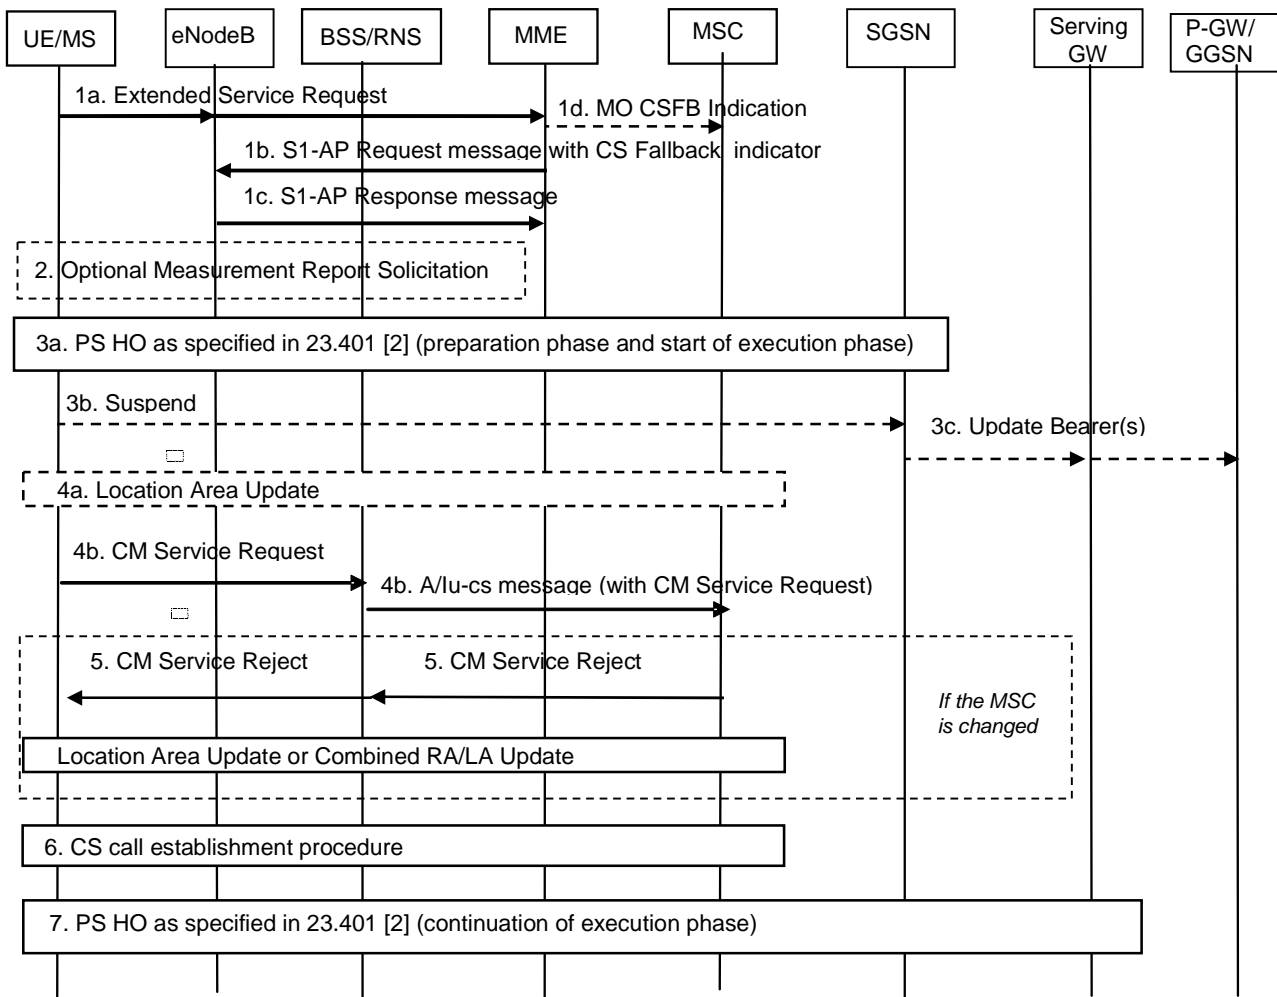 UE/MS
eNodeB
BSS/RNS
MME
MSC
SGSN
Serving
GW
P-GW/
GGSN
1a. Extended Service Request
1d. MO CSFB Indication
1b. S1-AP Request message with CS Fallback indicator
1c. S1-AP Response message
2. Optional Measurement Report Solicitation
3a. PS HO as specified in 23.401 [2] (preparation phase and start of execution phase)
3b. Suspend
3c. Update Bearer(s)
4a. Location Area Update
4b. CM Service Request
4b. A/Iu-cs message (with CM Service Request)
5. CM Service Reject
5. CM Service Reject
If the MSC
is changed
Location Area Update or Combined RA/LA Update
6. CS call establishment procedure
7. PS HO as specified in 23.401 [2] (continuation of execution phase)